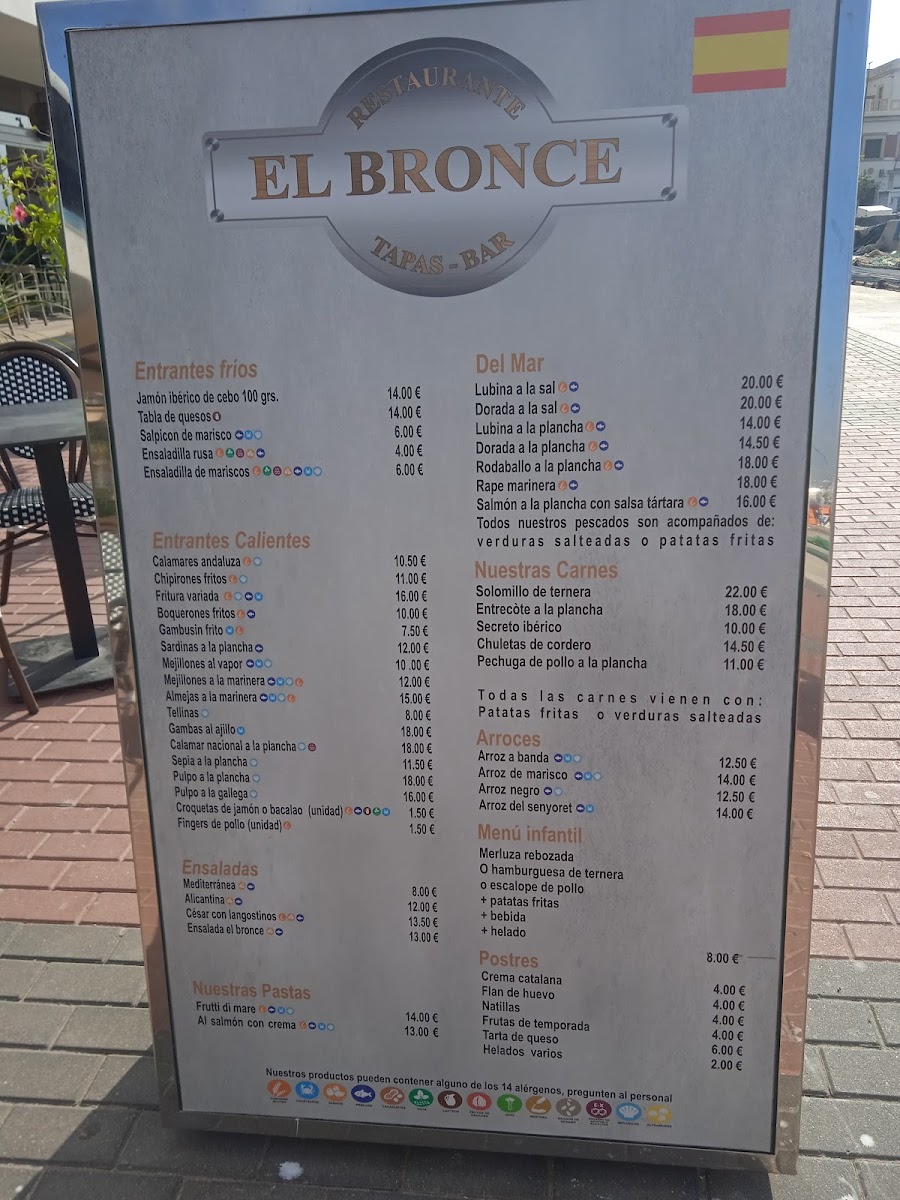 RESTAURANTE
EL BRONCE
TAPAS - BAR
Entrantes fríos
Jamón ibérico de cebo 100 grs. 14.00 €
Tabla de quesos 14.00 €
Salpicon de marisco 6.00 €
Ensaladilla rusa 4.00 €
Ensaladilla de mariscos 6.00 €
Entrantes Calientes
Calamares andaluza 10.50 €
Chipirones fritos 11.00 €
Fritura variada 16.00 €
Boquerones fritos 10.00 €
Gambusin frito 7.50 €
Sardinas a la plancha 12.00 €
Mejillones al vapor 10 .00 €
Mejillones a la marinera 12.00 €
Almejas a la marinera 15.00 €
Tellinas 8.00 €
Gambas al ajillo 18.00 €
Calamar nacional a la plancha 18.00 €
Sepia a la plancha 11.50 €
Pulpo a la plancha 18.00 €
Pulpo a la gallega 16.00 €
Croquetas de jamón o bacalao (unidad) 1.50 €
Fingers de pollo (unidad) 1.50 €
Ensaladas
Mediterránea 8.00 €
Alicantina 12.00 €
César con langostinos 13.50 €
Ensalada el bronce 13.00 €
Nuestras Pastas
Frutti di mare 14.00 €
Al salmón con crema 13.00 €
Del Mar
Lubina a la sal 20.00 €
Dorada a la sal 20.00 €
Lubina a la plancha 14.00 €
Dorada a la plancha 14.50 €
Rodaballo a la plancha 18.00 €
Rape marinera 18.00 €
Salmón a la plancha con salsa tártara 16.00 €
Todos nuestros pescados son acompañados de:
verduras salteadas o patatas fritas
Nuestras Carnes
Solomillo de ternera 22.00 €
Entrecòte a la plancha 18.00 €
Secreto ibérico 10.00 €
Chuletas de cordero 14.50 €
Pechuga de pollo a la plancha 11.00 €
Todas las carnes vienen con:
Patatas fritas o verduras salteadas
Arroces
Arroz a banda 12.50 €
Arroz de marisco 14.00 €
Arroz negro 12.50 €
Arroz del senyoret 14.00 €
Menú infantil
Merluza rebozada
O hamburguesa de ternera
o escalope de pollo
+ patatas fritas
+ bebida
+ helado
8.00 €
Postres
Crema catalana 4.00 €
Flan de huevo 4.00 €
Natillas 4.00 €
Frutas de temporada 4.00 €
Tarta de queso 6.00 €
Helados varios 2.00 €
Nuestros productos pueden contener alguno de los 14 alérgenos, pregunten al personal